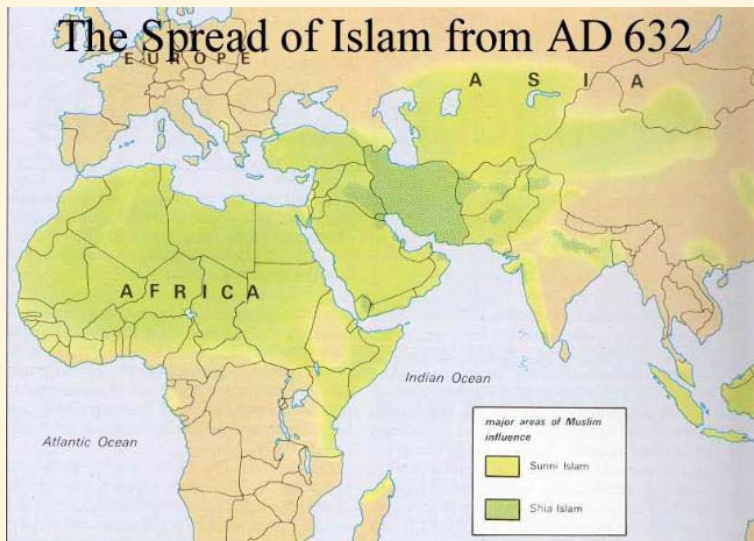 The Spread of Islam from AD 632
EUROPE
ASIA
AFRICA
Indian Ocean
Atlantic Ocean
major areas of Muslim
influence
Sunni Islam
Shia Islam